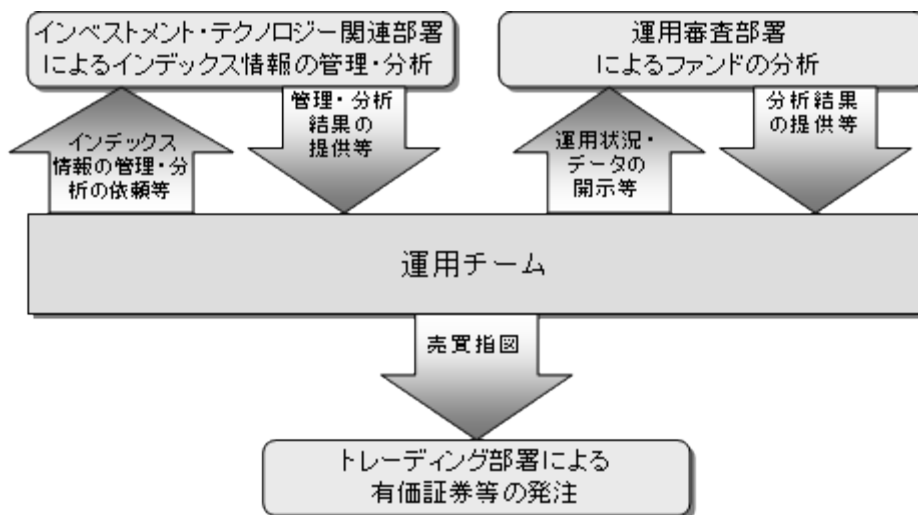 インベストメント・テクノロジー関連部署
によるインデックス情報の管理・分析
運用審査部署
によるファンドの分析
インデックス
情報の管理・分
析の依頼等
管理・分析
結果の
提供等
運用状況・
データの
開示等
分析結果
の提供等
運用チーム
売買指図
トレーディング部署による
有価証券等の発注